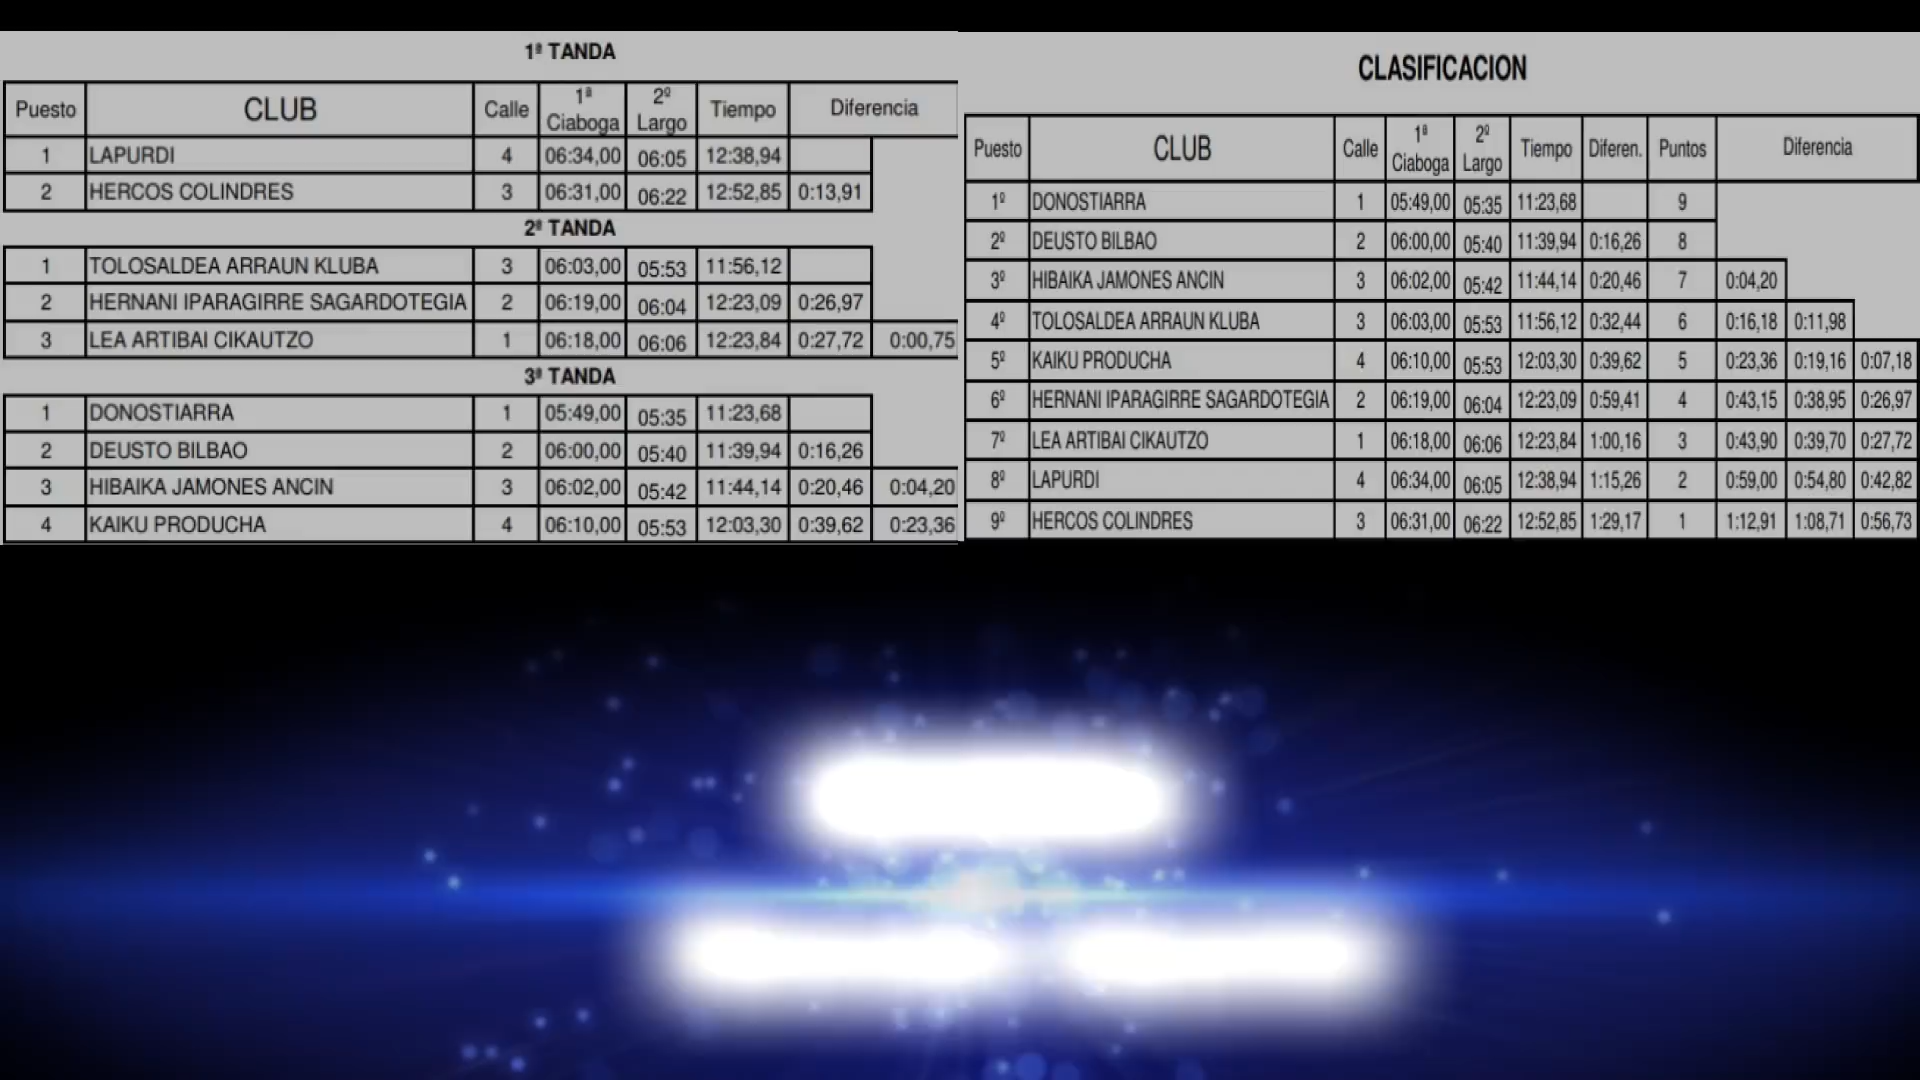 1ª TANDA
Puesto CLUB Calle 1ª Ciaboga 2º Largo Tiempo Diferencia
1 LAPURDI 4 06:34,00 06:05 12:38,94
2 HERCOS COLINDRES 3 06:31,00 06:22 12:52,85 0:13,91
2ª TANDA
1 TOLOSALDEA ARRAUN KLUBA 3 06:03,00 05:53 11:56,12
2 HERNANI IPARAGIRRE SAGARDOTEGIA 2 06:19,00 06:04 12:23,09 0:26,97
3 LEA ARTIBAI CIKAUTZO 1 06:18,00 06:06 12:23,84 0:27,72 0:00,75
3ª TANDA
1 DONOSTIARRA 1 05:49,00 05:35 11:23,68
2 DEUSTO BILBAO 2 06:00,00 05:40 11:39,94 0:16,26
3 HIBAIKA JAMONES ANCIN 3 06:02,00 05:42 11:44,14 0:20,46 0:04,20
4 KAIKU PRODUCHA 4 06:10,00 05:53 12:03,30 0:39,62 0:23,36
CLASIFICACION
Puesto CLUB Calle 1ª Ciaboga 2º Largo Tiempo Diferen. Puntos Diferencia
1º DONOSTIARRA 1 05:49,00 05:35 11:23,68 9
2º DEUSTO BILBAO 2 06:00,00 05:40 11:39,94 0:16,26 8
3º HIBAIKA JAMONES ANCIN 3 06:02,00 05:42 11:44,14 0:20,46 7 0:04,20
4º TOLOSALDEA ARRAUN KLUBA 3 06:03,00 05:53 11:56,12 0:32,44 6 0:16,18 0:11,98
5º KAIKU PRODUCHA 4 06:10,00 05:53 12:03,30 0:39,62 5 0:23,36 0:19,16 0:07,18
6º HERNANI IPARAGIRRE SAGARDOTEGIA 2 06:19,00 06:04 12:23,09 0:59,41 4 0:43,15 0:38,95 0:26,97
7º LEA ARTIBAI CIKAUTZO 1 06:18,00 06:06 12:23,84 1:00,16 3 0:43,90 0:39,70 0:27,72
8º LAPURDI 4 06:34,00 06:05 12:38,94 1:15,26 2 0:59,00 0:54,80 0:42,82
9º HERCOS COLINDRES 3 06:31,00 06:22 12:52,85 1:29,17 1 1:12,91 1:08,71 0:56,73